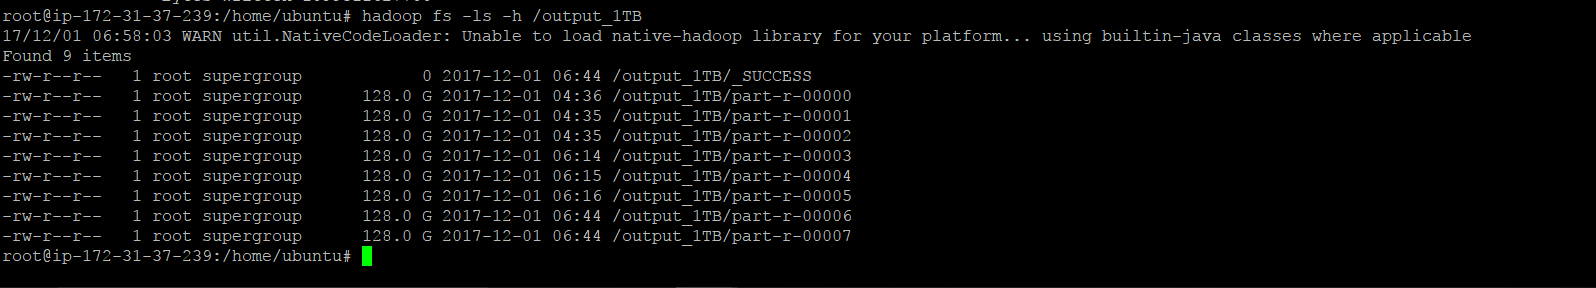 root@ip-172-31-37-239:/home/ubuntu# hadoop fs -ls -h /output_1TB
17/12/01 06:58:03 WARN util.NativeCodeLoader: Unable to load native-hadoop library for your platform... using builtin-java classes where applicable
Found 9 items
-rw-r--r--   1 root supergroup            0 2017-12-01 06:44 /output_1TB/_SUCCESS
-rw-r--r--   1 root supergroup      128.0 G 2017-12-01 04:36 /output_1TB/part-r-00000
-rw-r--r--   1 root supergroup      128.0 G 2017-12-01 04:35 /output_1TB/part-r-00001
-rw-r--r--   1 root supergroup      128.0 G 2017-12-01 04:35 /output_1TB/part-r-00002
-rw-r--r--   1 root supergroup      128.0 G 2017-12-01 06:14 /output_1TB/part-r-00003
-rw-r--r--   1 root supergroup      128.0 G 2017-12-01 06:15 /output_1TB/part-r-00004
-rw-r--r--   1 root supergroup      128.0 G 2017-12-01 06:16 /output_1TB/part-r-00005
-rw-r--r--   1 root supergroup      128.0 G 2017-12-01 06:44 /output_1TB/part-r-00006
-rw-r--r--   1 root supergroup      128.0 G 2017-12-01 06:44 /output_1TB/part-r-00007
root@ip-172-31-37-239:/home/ubuntu#